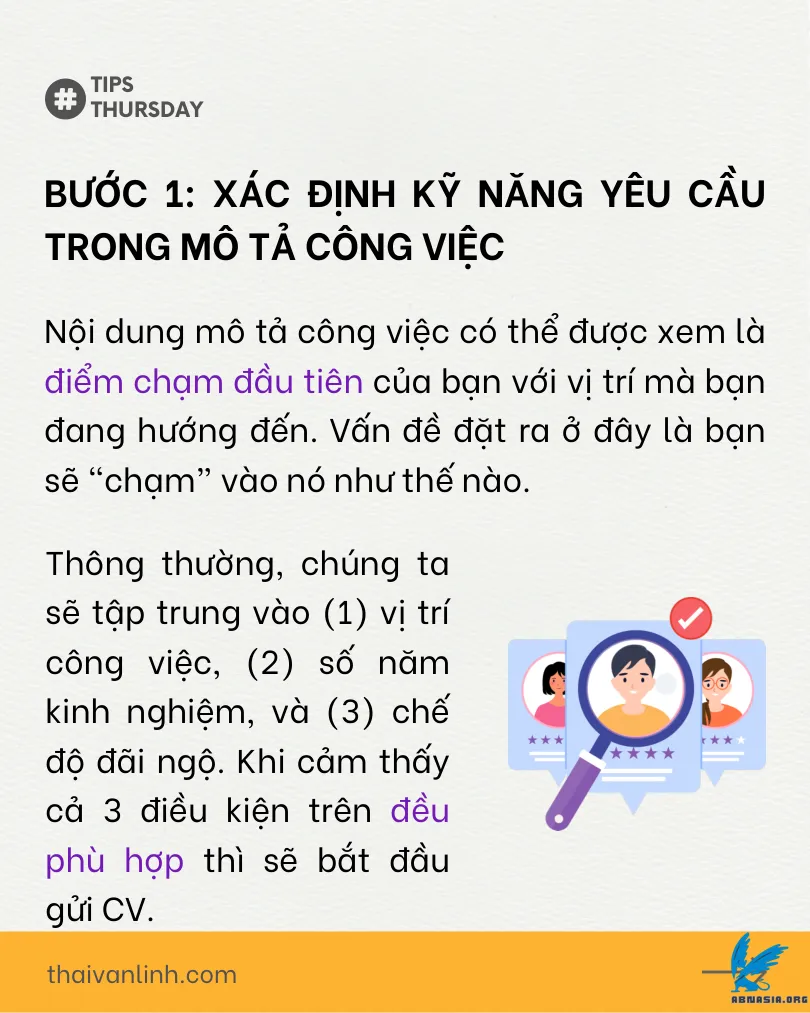 #
TIPS
THURSDAY
BƯỚC 1: XÁC ĐỊNH KỸ NĂNG YÊU CẦU
TRONG MÔ TẢ CÔNG VIỆC
Nội dung mô tả công việc có thể được xem là
điểm chạm đầu tiên của bạn với vị trí mà bạn
đang hướng đến. Vấn đề đặt ra ở đây là bạn
sẽ “chạm” vào nó như thế nào.
Thông thường, chúng ta
sẽ tập trung vào (1) vị trí
công việc, (2) số năm
kinh nghiệm, và (3) chế
độ đãi ngộ. Khi cảm thấy
cả 3 điều kiện trên đều
phù hợp thì sẽ bắt đầu
gửi CV.
thaivanlinh.com
ABNASIA.ORG